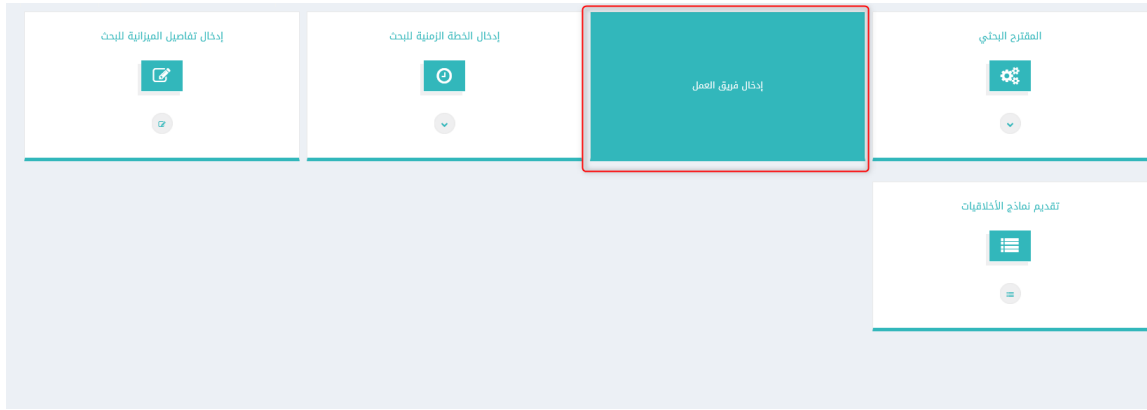 المقترح البحثي
إدخال فريق العمل
إدخال الخطة الزمنية للبحث
إدخال تفاصيل الميزانية للبحث
تقديم نماذج الأخلاقيات